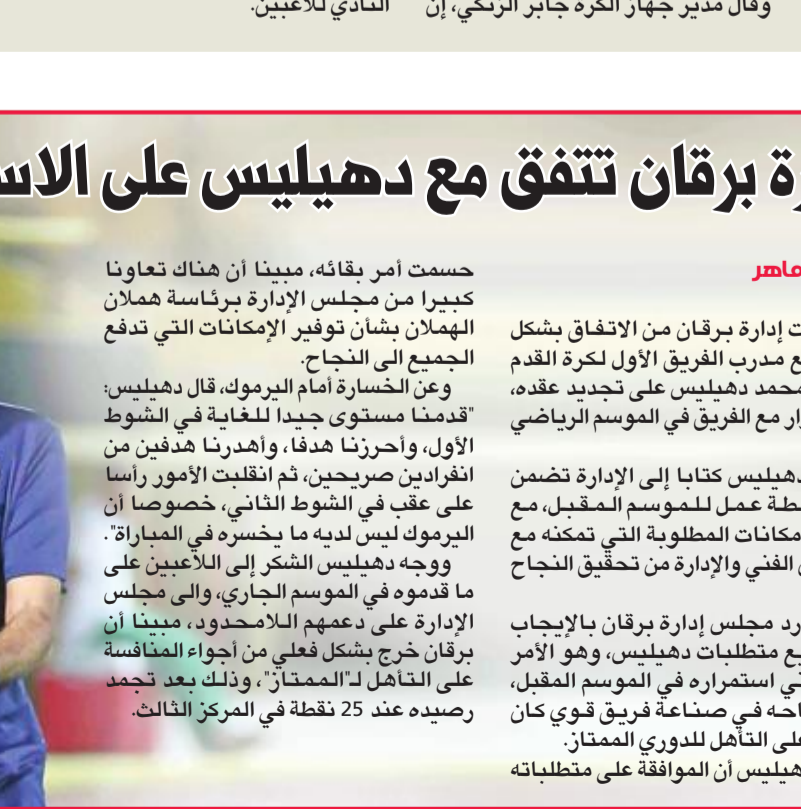 وقال مدير جهاز الكرة جابر الزنكي، إن
النادي للاعبين.
برقان تتفق مع دهيليس على
إدارة برقان من الاتفاق بشكل
مدرب الفريق الأول لكرة القدم
محمد دهيليس على تجديد عقده،
مع الفريق في الموسم الرياضي
دهيليس كتابا إلى الإدارة تضمن
عمل للموسم المقبل، مع
المطلوبة التي تمكنه مع
الفني والإدارة من تحقيق النجاح
مجلس إدارة برقان بالإيجاب
متطلبات دهيليس، وهو الأمر
استمراره في الموسم المقبل،
في صناعة فريق قوي كان
على التأهل للدوري الممتاز.
أن الموافقة على متطلباته
حسمت أمر بقائه، مبينا أن هناك تعاونا
كبيرا من مجلس الإدارة برئاسة هملان
الهملان بشأن توفير الإمكانات التي تدفع
الجميع الى النجاح.
وعن الخسارة أمام اليرموك، قال دهيليس:
"قدمنا مستوى جيدا للغاية في الشوط
الأول، وأحرزنا هدفا، وأهدرنا هدفين من
انفرادين صريحين، ثم انقلبت الأمور رأسا
على عقب في الشوط الثاني، خصوصا أن
اليرموك ليس لديه ما يخسره في المباراة".
ووجه دهيليس الشكر إلى اللاعبين على
ما قدموه في الموسم الجاري، والى مجلس
الإدارة على دعمهم اللامحدود، مبينا أن
برقان خرج بشكل فعلي من أجواء المنافسة
على التأهل لـ"الممتاز"، وذلك بعد تجمد
رصيده عند 25 نقطة في المركز الثالث.